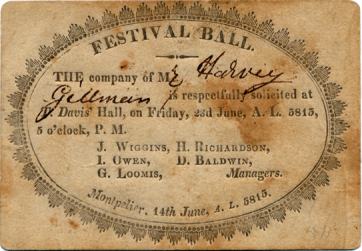 FESTIVAL BALL.
THE company of Mr Harvey
Gellman is respectfully solicited at
Davis' Hall, on Friday, 23d June, A. L. 5815,
5 o'clock, P. M.
J. WIGGINS, H. RICHARDSON,
I. OWEN, D. BALDWIN,
G. LOOMIS, Managers.
Montpelier, 14th June, A. L. 5815.